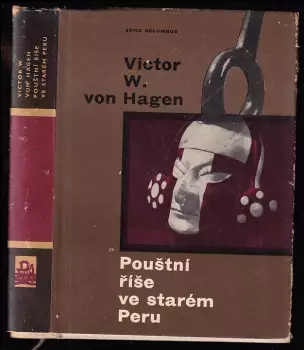 VICTOR W.
VON HAGEN
POUŠTNÍ ŘÍŠE
VE STARÉM PERU
EDICE KOLUMBUS
Victor
W.
von Hagen
Pouštní
říše
ve starém
Peru